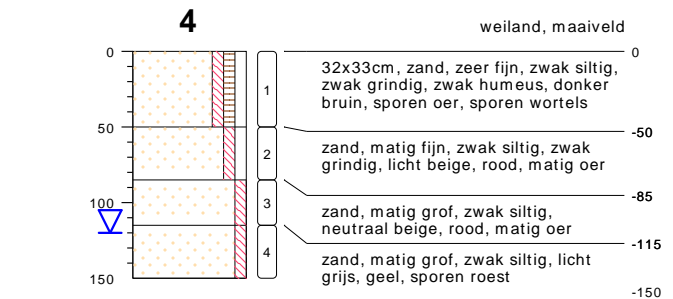 4
weiland, maaiveld
0
50
100
150
1
2
3
4
0
32x33cm, zand, zeer fijn, zwak siltig,
zwak grindig, zwak humeus, donker
bruin, sporen oer, sporen wortels
-50
zand, matig fijn, zwak siltig, zwak
grindig, licht beige, rood, matig oer
-85
zand, matig grof, zwak siltig,
neutraal beige, rood, matig oer
-115
zand, matig grof, zwak siltig, licht
grijs, geel, sporen roest
-150